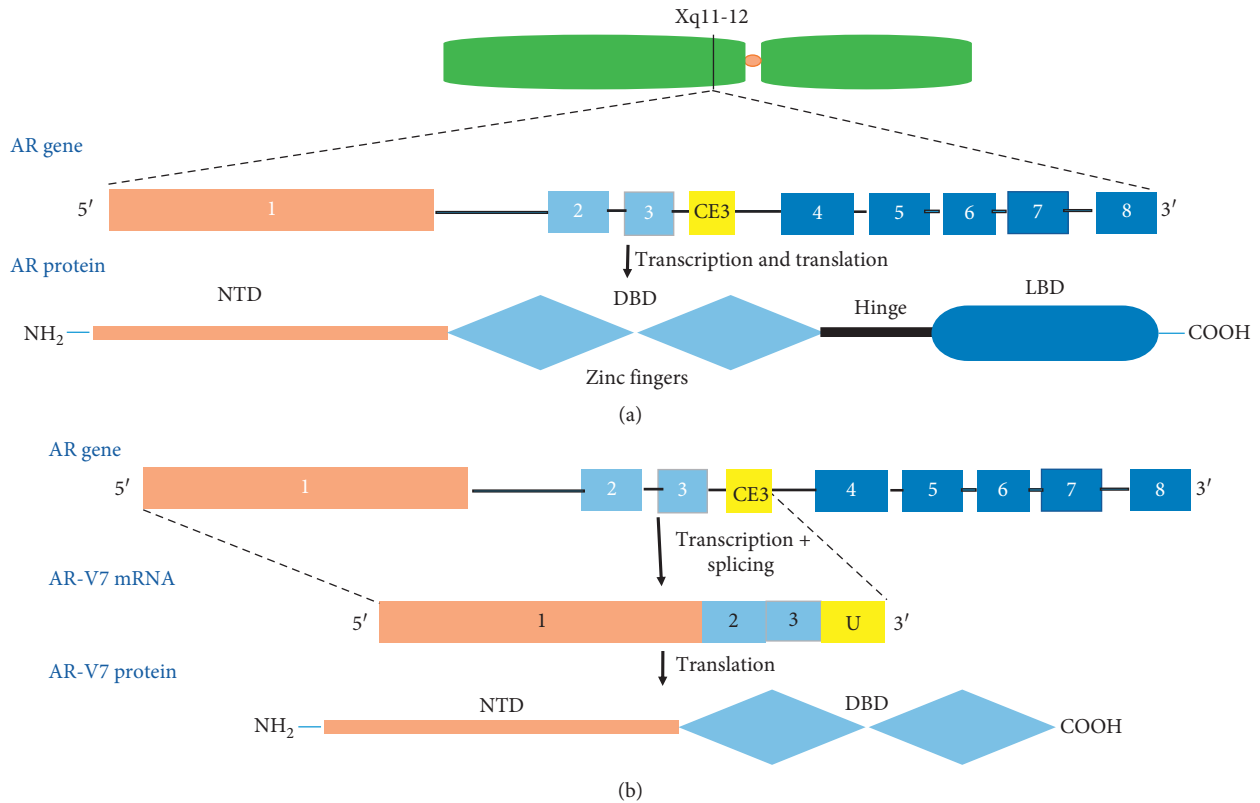 Xq11-12
AR gene
5′ 1 2 3 CE3 4 5 6 7 8 3′
AR protein
Transcription and translation
NTD DBD Hinge LBD
NH₂ COOH
Zinc fingers
(a)
AR gene
5′ 1 2 3 CE3 4 5 6 7 8 3′
Transcription +
splicing
AR-V7 mRNA
5′ 1 2 3 U 3′
AR-V7 protein
Translation
NTD DBD
NH₂ COOH
(b)